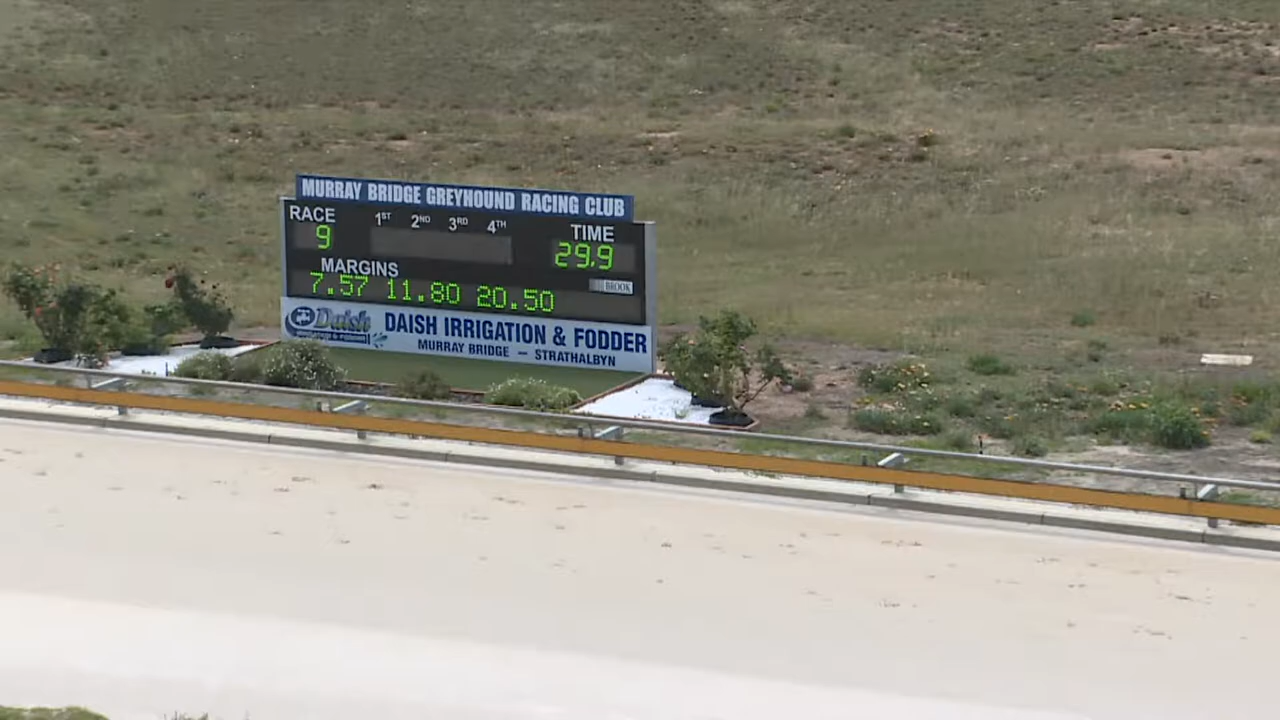 MURRAY BRIDGE GREYHOUND RACING CLUB
RACE 1ST 2ND 3RD 4TH TIME
9 29.9
MARGINS
7.57 11.80 20.50
BROOK
Daish
DAISH IRRIGATION & FODDER
MURRAY BRIDGE — STRATHALBYN